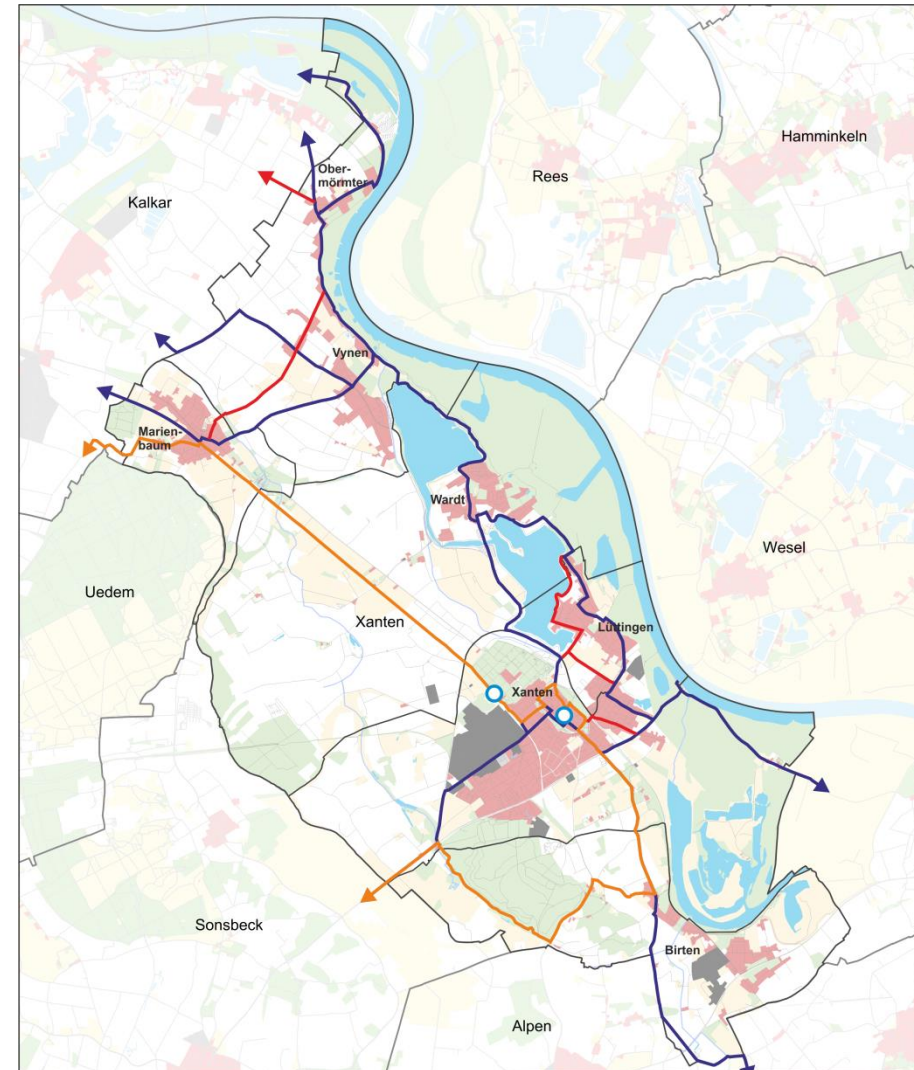 Hamminkeln
Rees
Ober-
mörmter
Kalkar
Vynen
Marien-
baum
Wardt
Wesel
Uedem
Xanten
Lüttingen
Xanten
Sonsbeck
Birten
Alpen